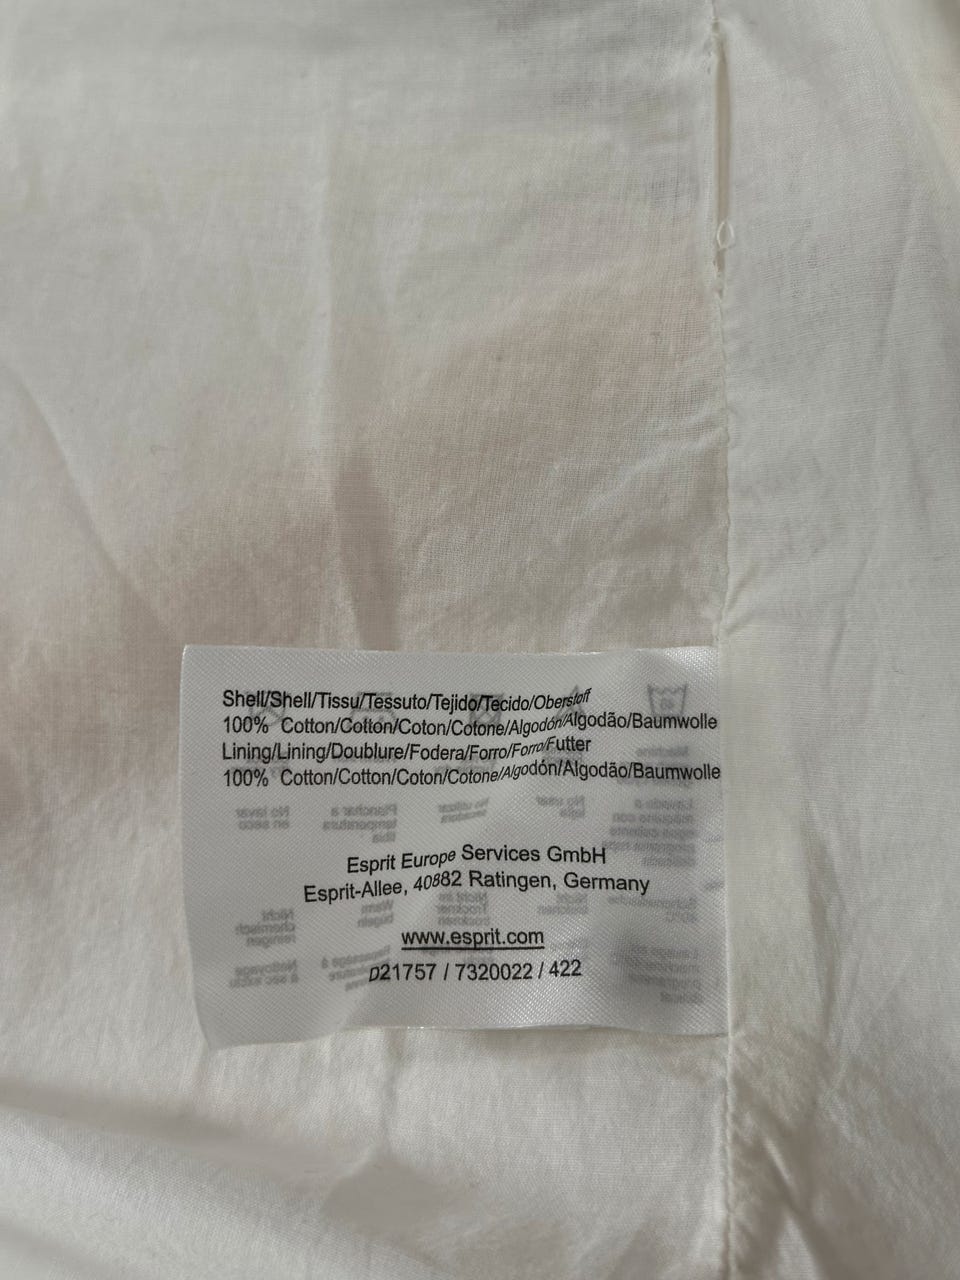 Shell/Shell/Tissu/Tessuto/Tejido/Tecido/Oberstoff
100% Cotton/Cotton/Coton/Cotone/Algodón/Algodão/Baumwolle
Lining/Lining/Doublure/Fodera/Forro/Forro/Futter
100% Cotton/Cotton/Coton/Cotone/Algodón/Algodão/Baumwolle
Esprit Europe Services GmbH
Esprit-Allee, 40882 Ratingen, Germany
www.esprit.com
D21757 / 7320022 / 422